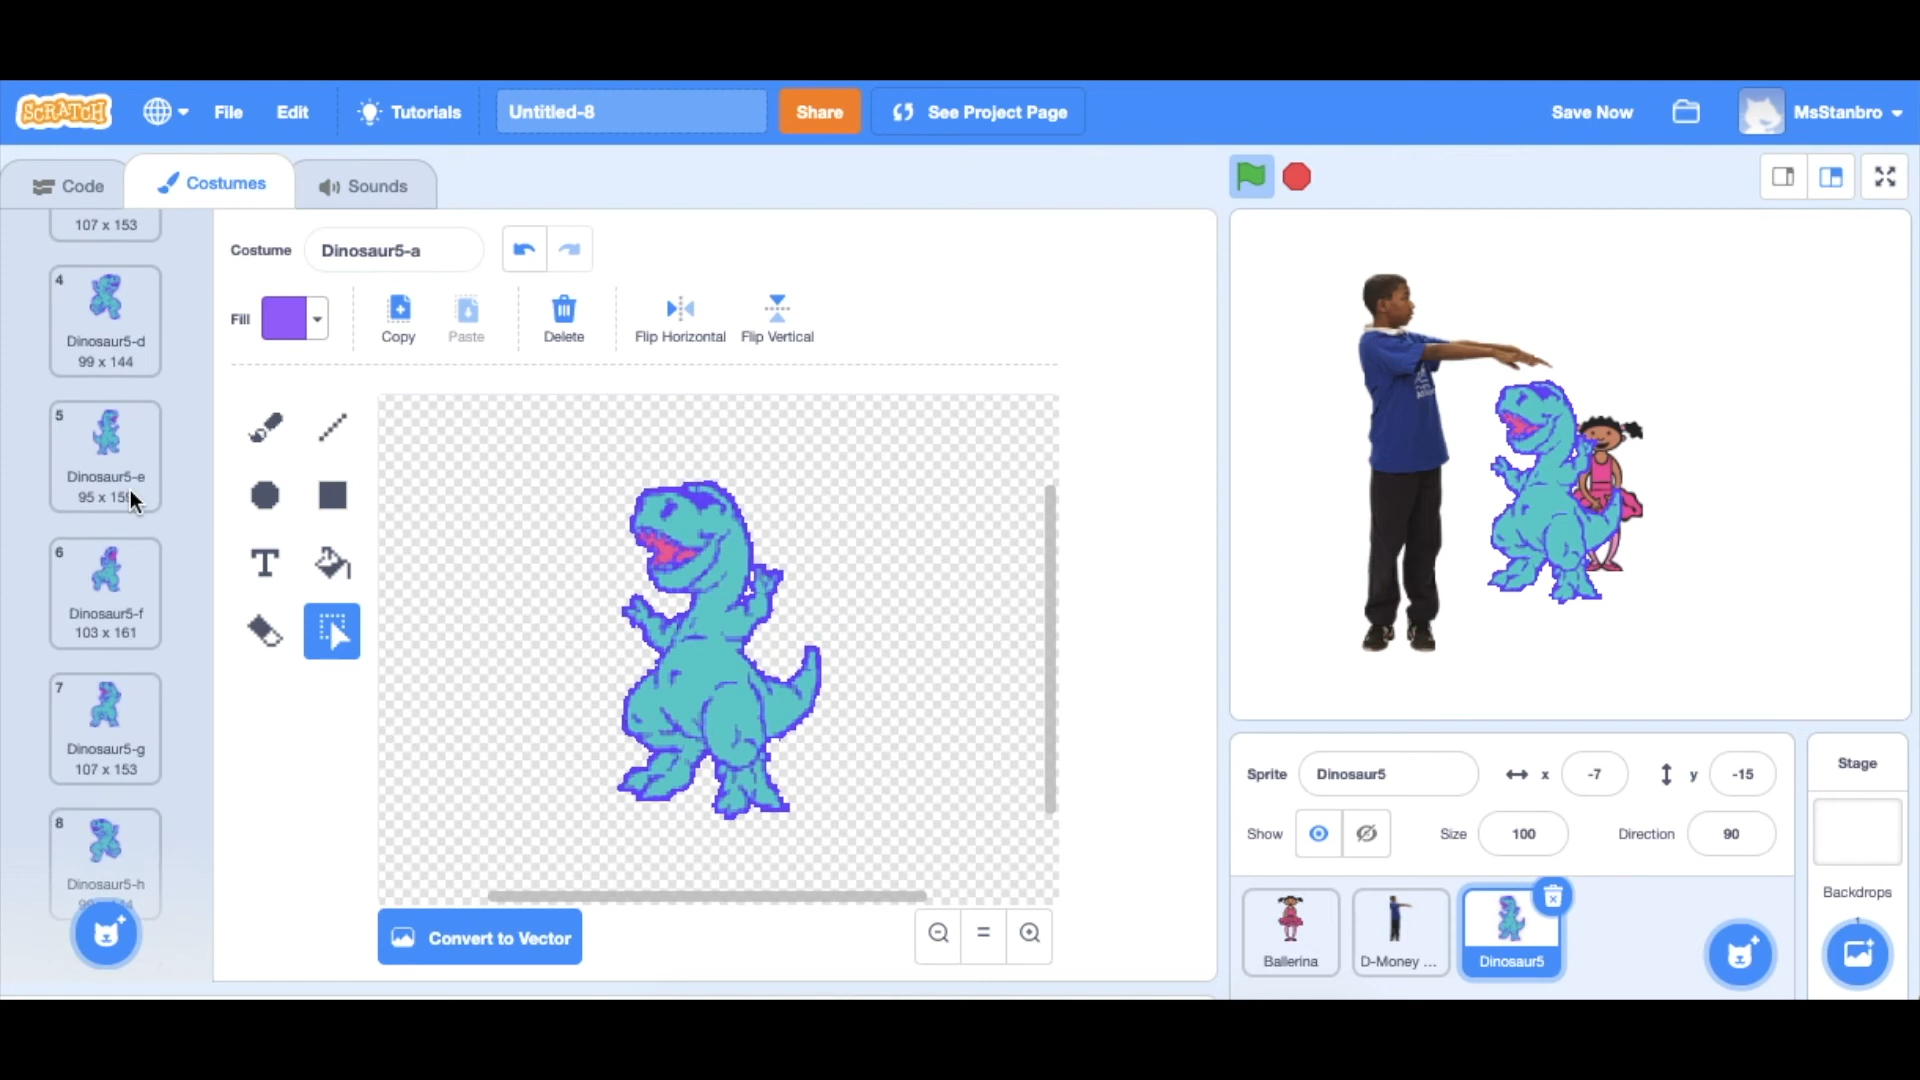 SCRATCH File Edit Tutorials Untitled-8 Share See Project Page Save Now MsStanbro
Code Costumes Sounds
107 x 153
4
Dinosaur5-d
99 x 144
5
Dinosaur5-e
95 x
6
Dinosaur5-f
103 x 161
7
Dinosaur5-g
107 x 153
8
Dinosaur5-h
Costume Dinosaur5-a
Fill
Copy Paste Delete Flip Horizontal Flip Vertical
T
Convert to Vector
=
Sprite Dinosaur5 x -7 y -15
Show Size 100 Direction 90
Ballerina D-Money ... Dinosaur5
Stage
Backdrops
1